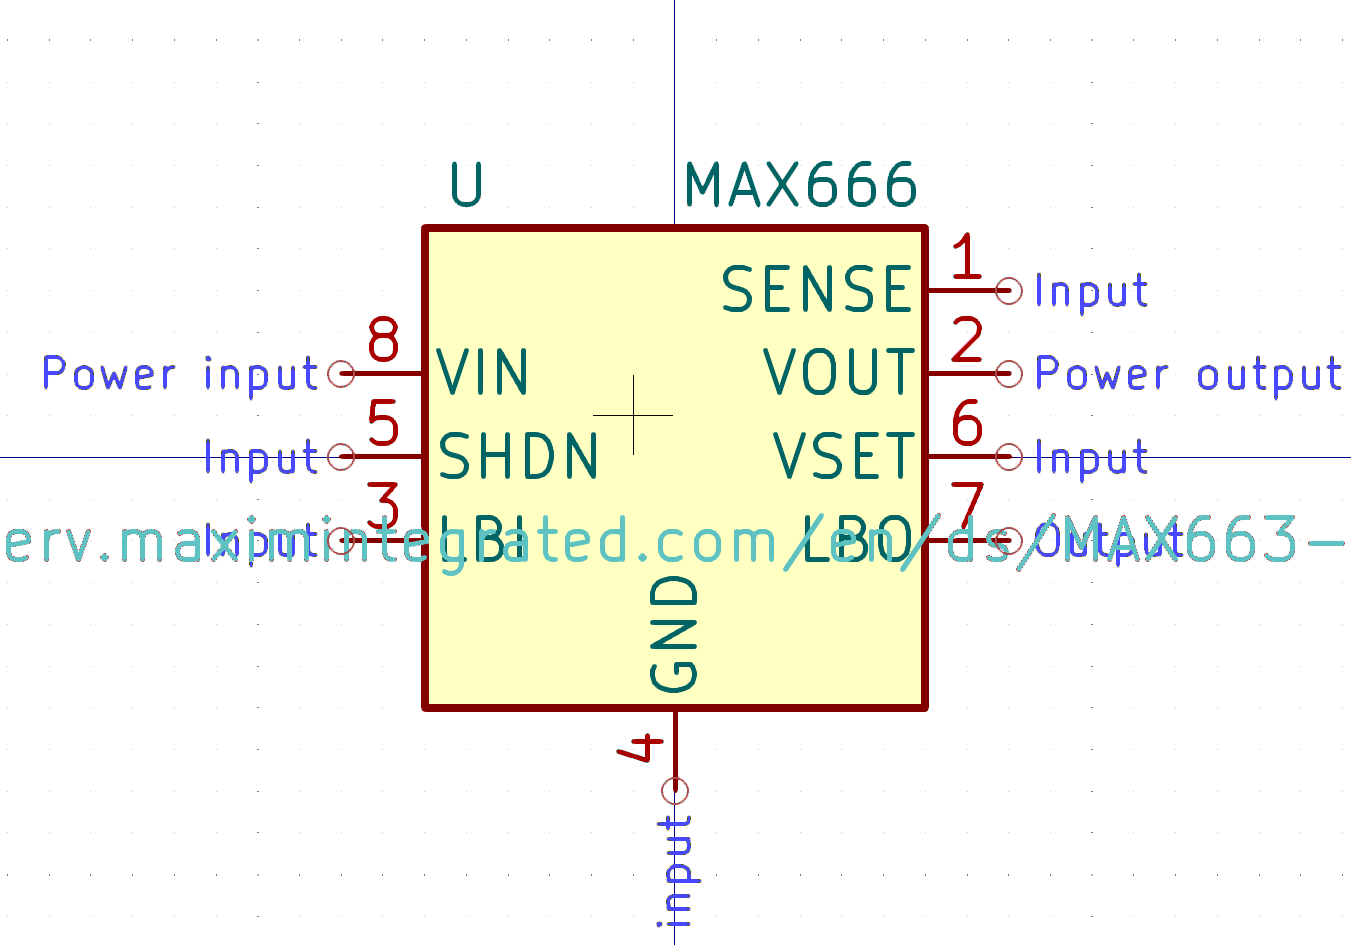 U MAX666
SENSE 1 Input
Power input 8 VIN VOUT 2 Power output
Input 5 SHDN VSET 6 Input
Input 3 LBI LBO 7 Output
erv.maximintegrated.com/en/ds/MAX663-
GND
4
input